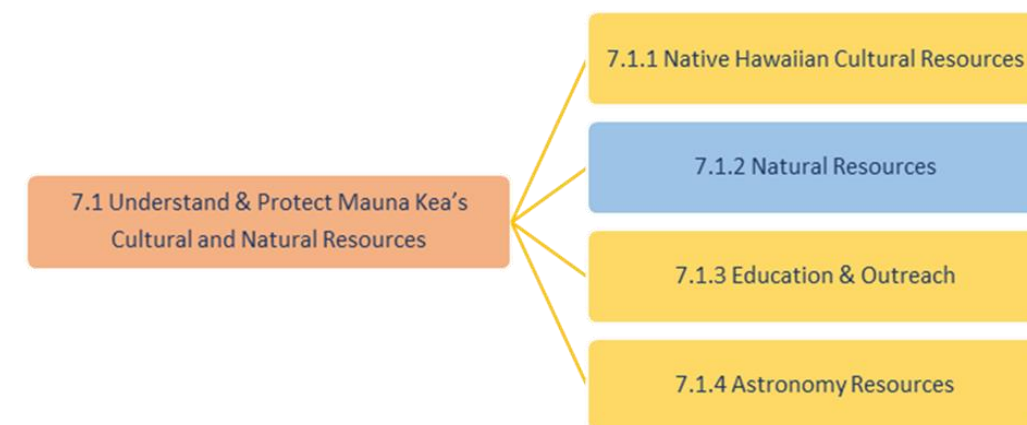 7.1.1 Native Hawaiian Cultural Resources
7.1.2 Natural Resources
7.1 Understand & Protect Mauna Kea’s
Cultural and Natural Resources
7.1.3 Education & Outreach
7.1.4 Astronomy Resources